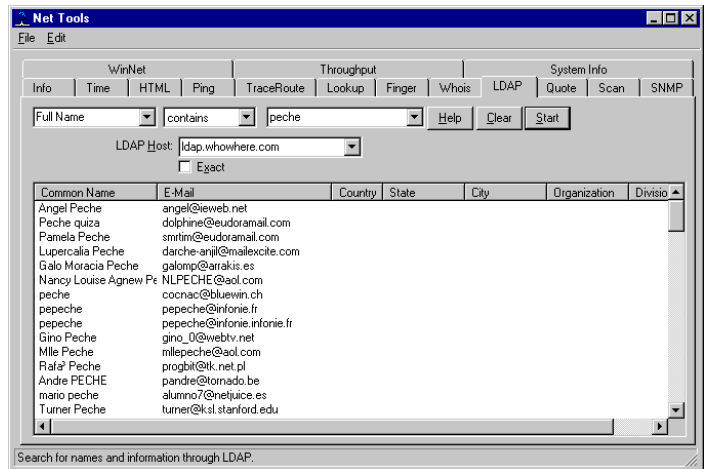 Net Tools
File Edit
WinNet Throughput System Info
Info Time HTML Ping TraceRoute Lookup Finger Whois LDAP Quote Scan SNMP
Full Name contains peche Help Clear Start
LDAP Host: ldap.whowhere.com
Exact
Common Name E-Mail Country State City Organization Divisio
Angel Peche angel@ieweb.net
Peche quiza dolphine@eudoramail.com
Pamela Peche smrtim@eudoramail.com
Lupercalia Peche darche-anjil@mailexcite.com
Galo Moracia Peche galomp@arrakis.es
Nancy Louise Agnew Pe NLPECHE@aol.com
peche cocnac@bluewin.ch
pepeche pepeche@infonie.fr
pepeche pepeche@infonie.infonie.fr
Gino Peche gino_0@webtv.net
Mlle Peche mllepeche@aol.com
Rafa³ Peche progbit@tk.net.pl
Andre PECHE pandre@tornado.be
mario peche alumno7@netjuice.es
Turner Peche turner@ksl.stanford.edu
Search for names and information through LDAP.